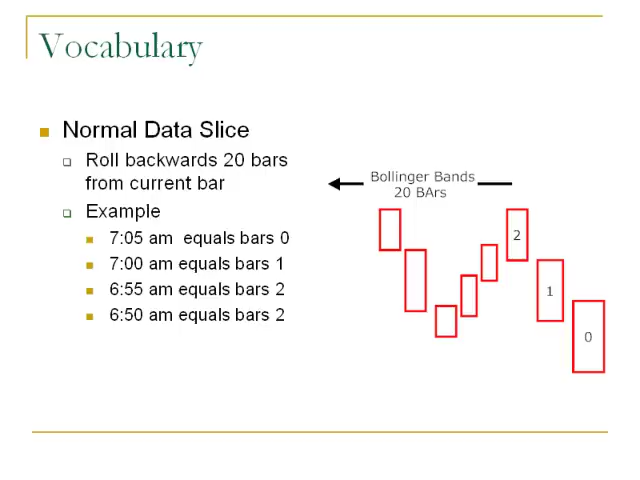 Vocabulary
Normal Data Slice
Roll backwards 20 bars
from current bar
Example
7:05 am equals bars 0
7:00 am equals bars 1
6:55 am equals bars 2
6:50 am equals bars 2
Bollinger Bands
20 BArs
2
1
0